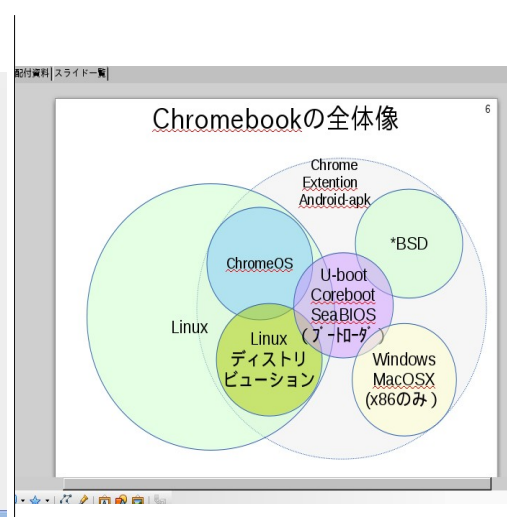 配付資料 スライド一覧
Chromebookの全体像
6
Chrome
Extention
Android-apk
*BSD
ChromeOS
U-boot
Coreboot
SeaBIOS
(ﾌﾞｰﾄﾛｰﾀﾞ)
Linux
Linux
ディストリ
ビューション
Windows
MacOSX
(x86のみ)